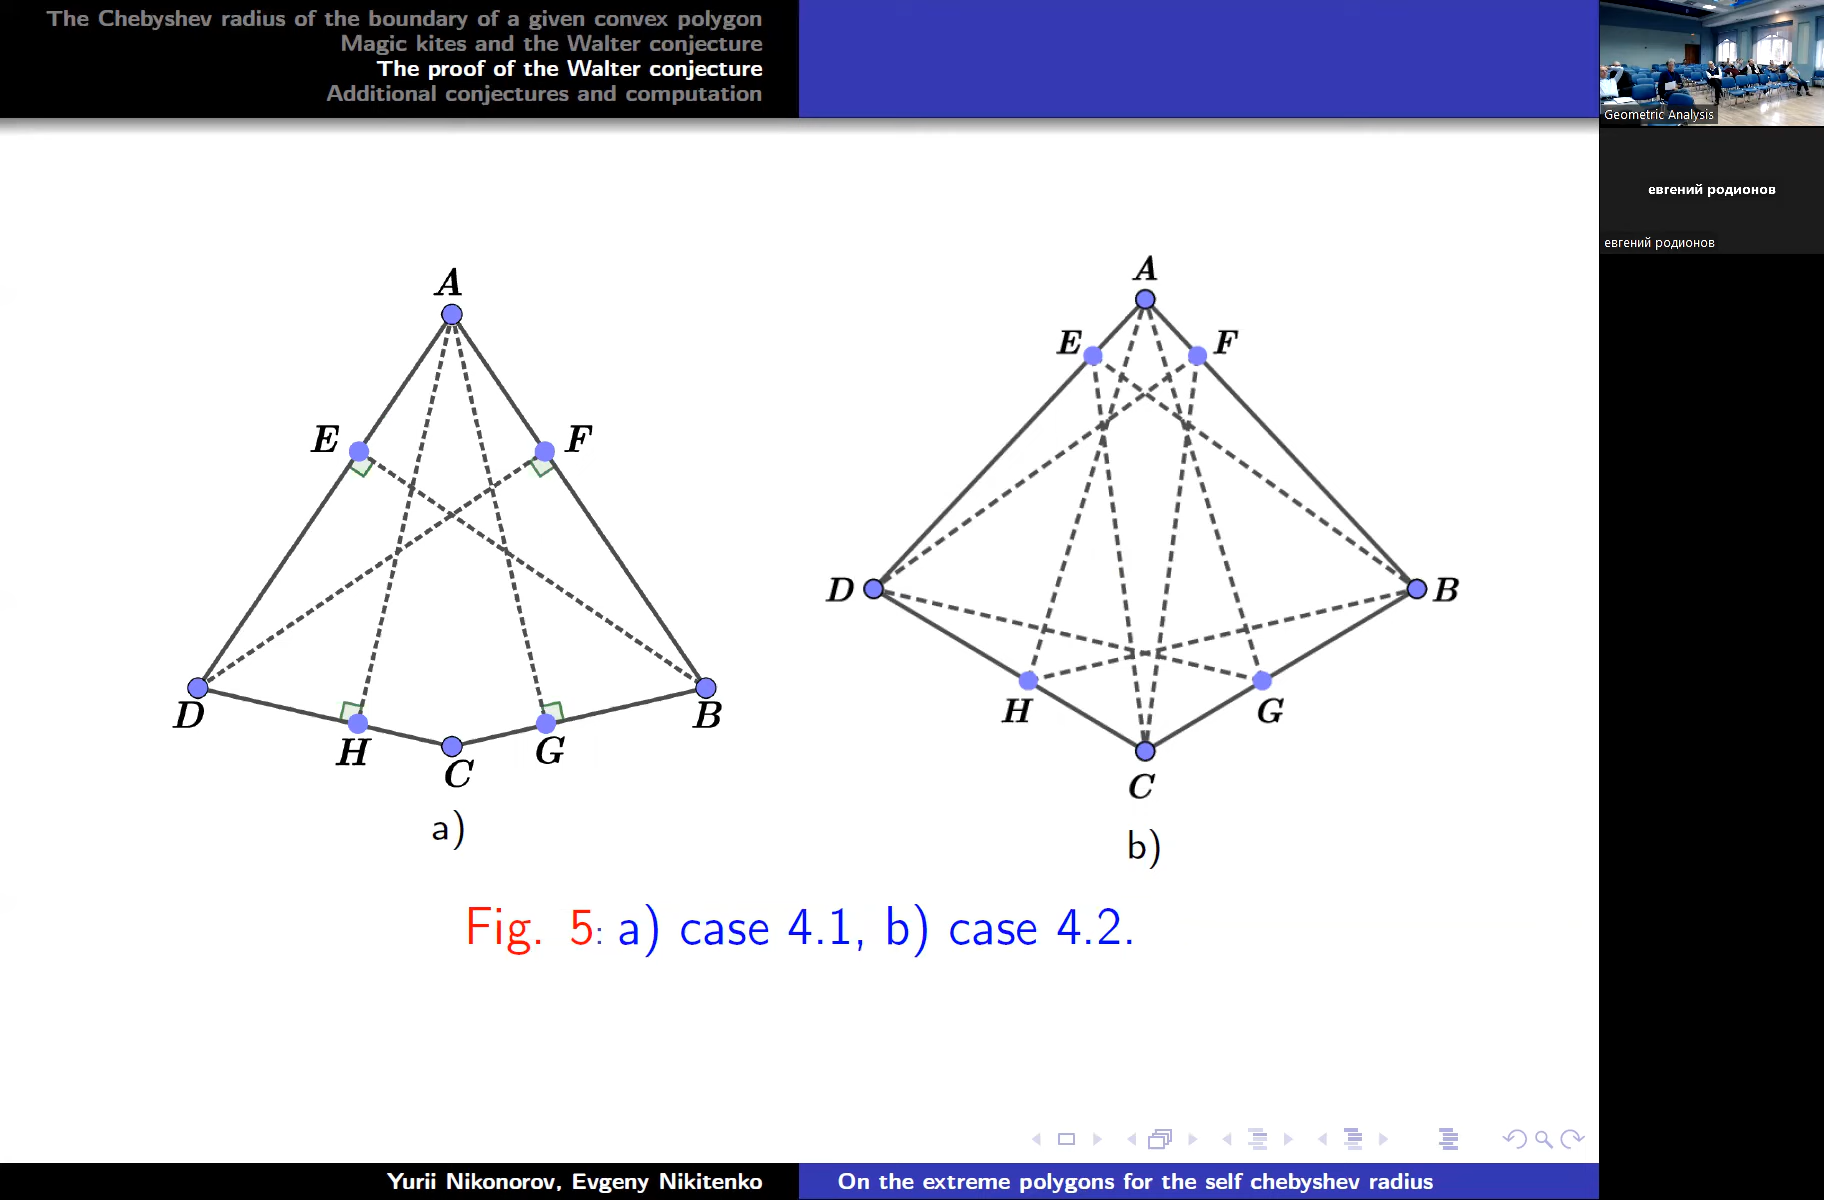 The Chebyshev radius of the boundary of a given convex polygon
Magic kites and the Walter conjecture
The proof of the Walter conjecture
Additional conjectures and computation
Geometric Analysis
евгений родионов
евгений родионов
A
E
F
D
B
H
G
C
a)
A
E
F
D
B
H
G
C
b)
Fig. 5: a) case 4.1, b) case 4.2.
Yurii Nikonorov, Evgeny Nikitenko
On the extreme polygons for the self chebyshev radius